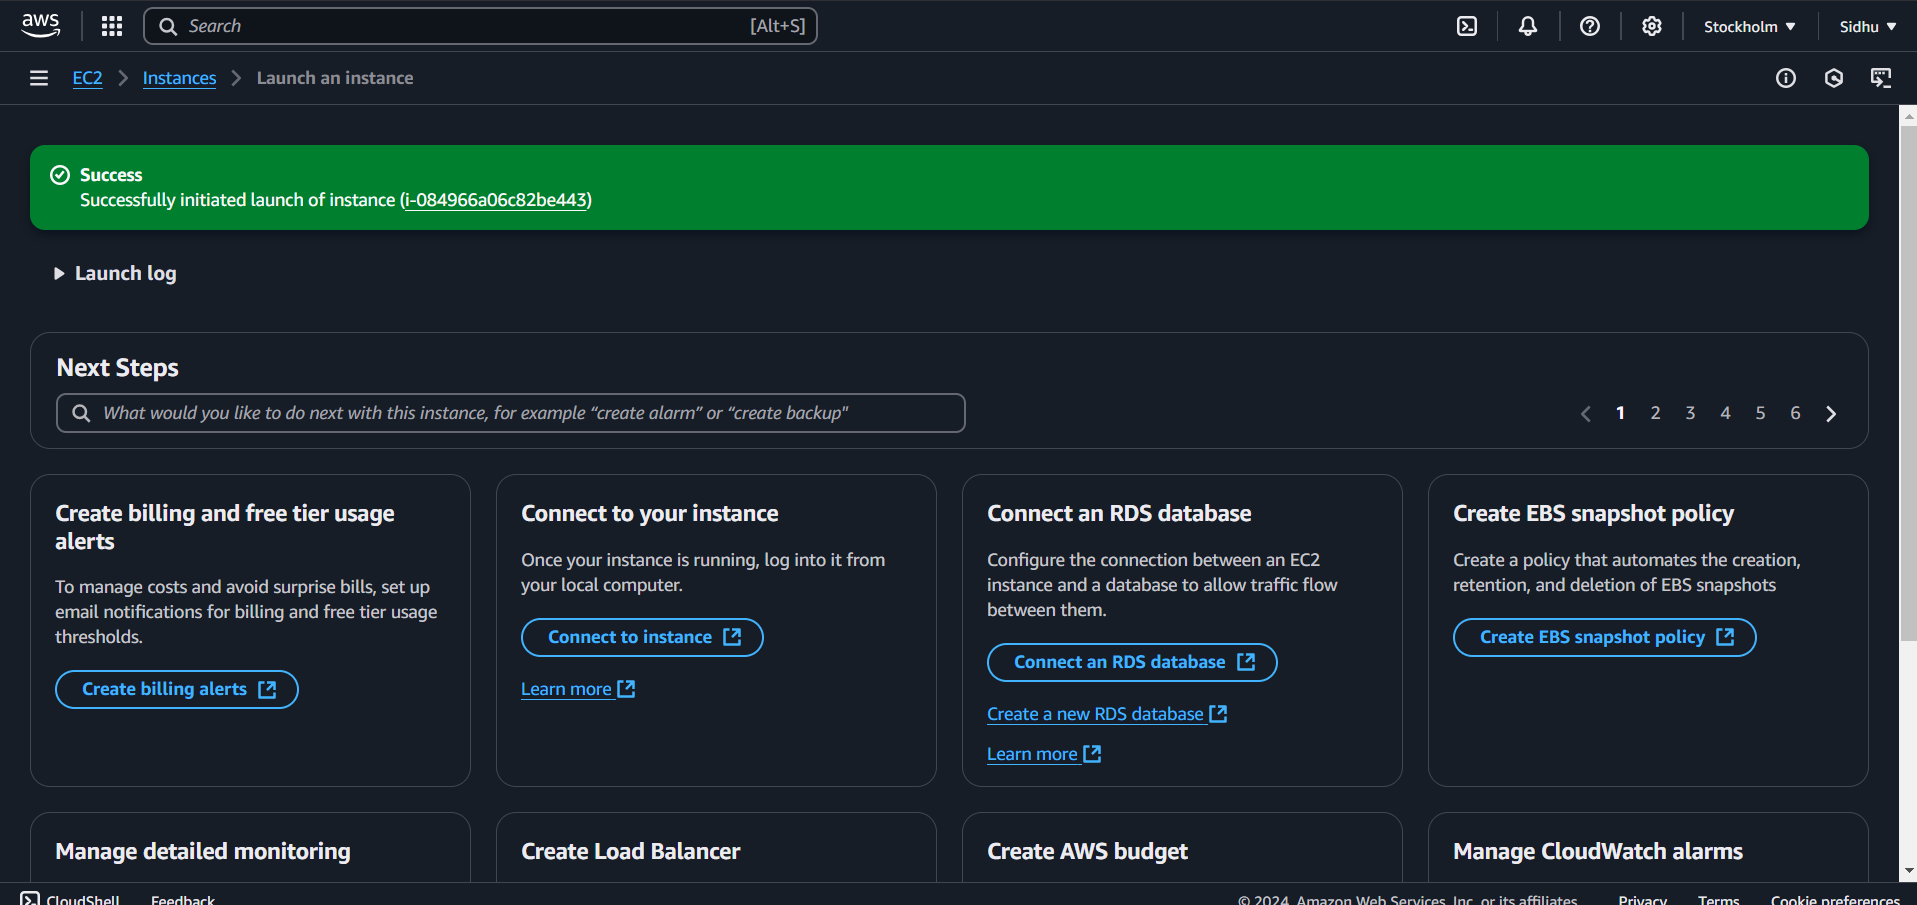 aws
Search [Alt+S]
Stockholm
Sidhu
EC2 Instances Launch an instance
Success
Successfully initiated launch of instance (i-084966a06c82be443)
Launch log
Next Steps
What would you like to do next with this instance, for example “create alarm” or “create backup"
1 2 3 4 5 6
Create billing and free tier usage
alerts
To manage costs and avoid surprise bills, set up
email notifications for billing and free tier usage
thresholds.
Create billing alerts
Connect to your instance
Once your instance is running, log into it from
your local computer.
Connect to instance
Learn more
Connect an RDS database
Configure the connection between an EC2
instance and a database to allow traffic flow
between them.
Connect an RDS database
Create a new RDS database
Learn more
Create EBS snapshot policy
Create a policy that automates the creation,
retention, and deletion of EBS snapshots
Create EBS snapshot policy
Manage detailed monitoring
Create Load Balancer
Create AWS budget
Manage CloudWatch alarms
CloudShell Feedback © 2024, Amazon Web Services, Inc. or its affiliates. Privacy Terms Cookie preferences